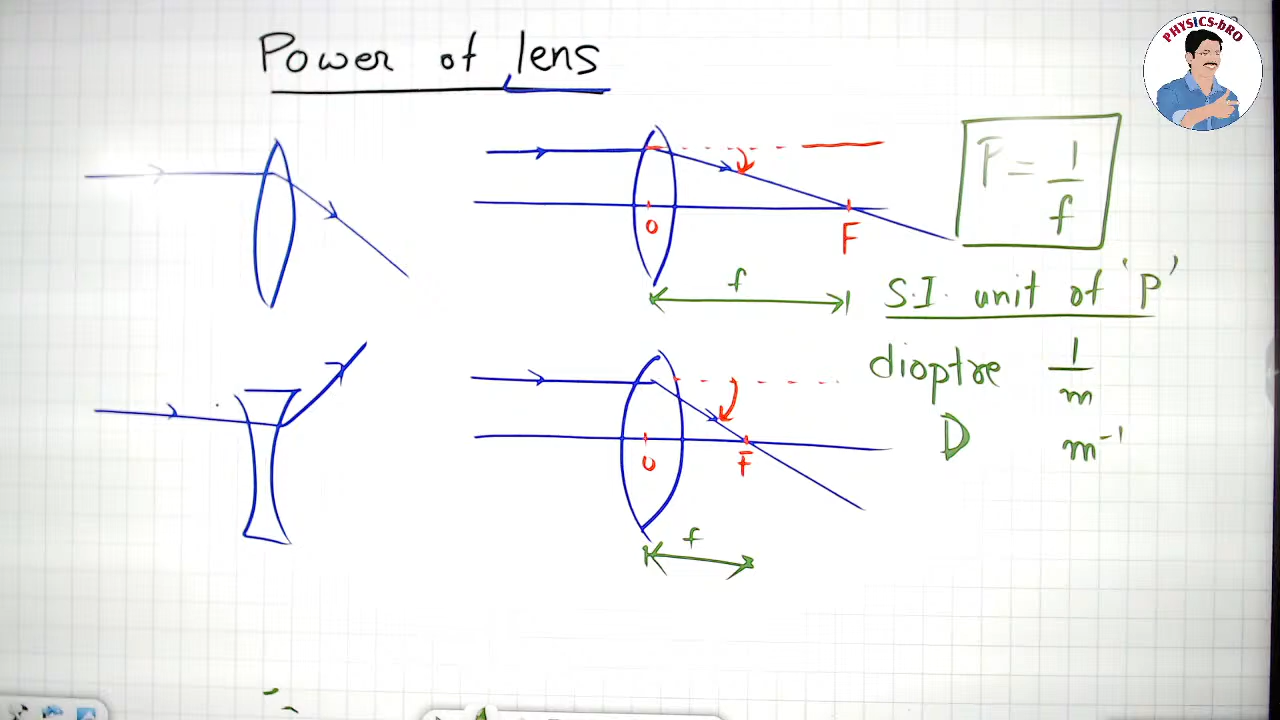 Power of lens
PHYSICS-bRO
P = 1/f
O
F
f
S.I. unit of 'P'
dioptre 1/m
D m⁻¹
O
F
f